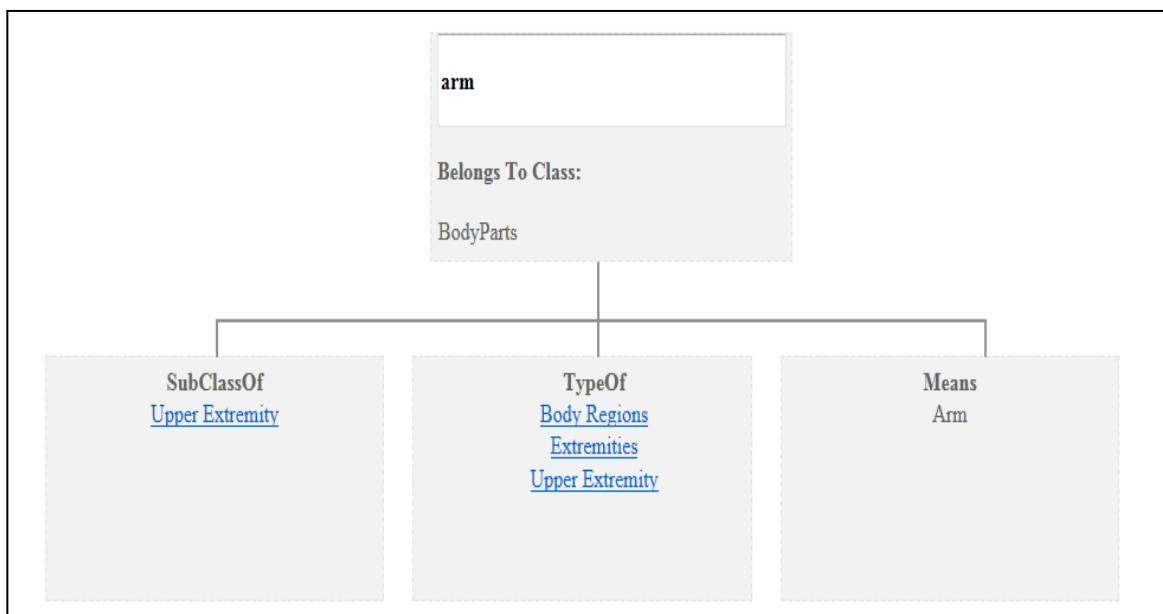 arm
Belongs To Class:
BodyParts
SubClassOf
Upper Extremity
TypeOf
Body Regions
Extremities
Upper Extremity
Means
Arm